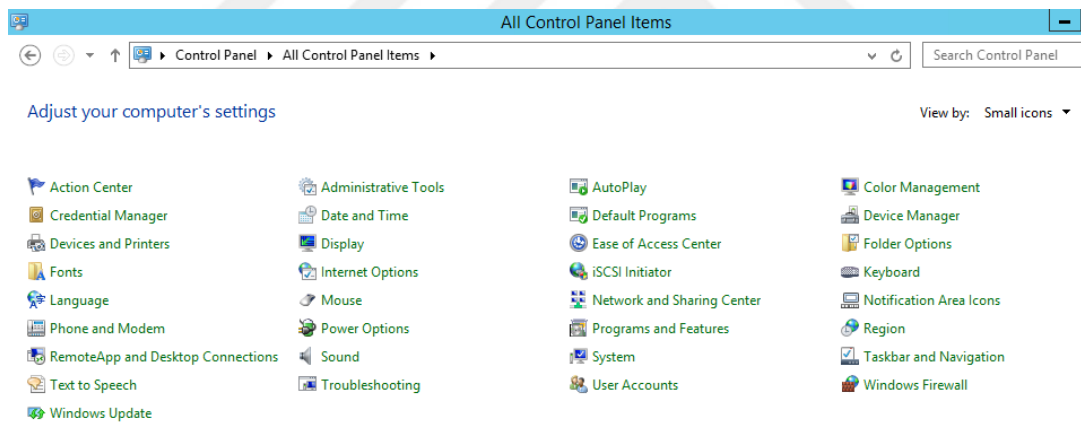 All Control Panel Items
Control Panel All Control Panel Items Search Control Panel
Adjust your computer's settings View by: Small icons
Action Center Administrative Tools AutoPlay Color Management
Credential Manager Date and Time Default Programs Device Manager
Devices and Printers Display Ease of Access Center Folder Options
Fonts Internet Options iSCSI Initiator Keyboard
Language Mouse Network and Sharing Center Notification Area Icons
Phone and Modem Power Options Programs and Features Region
RemoteApp and Desktop Connections Sound System Taskbar and Navigation
Text to Speech Troubleshooting User Accounts Windows Firewall
Windows Update